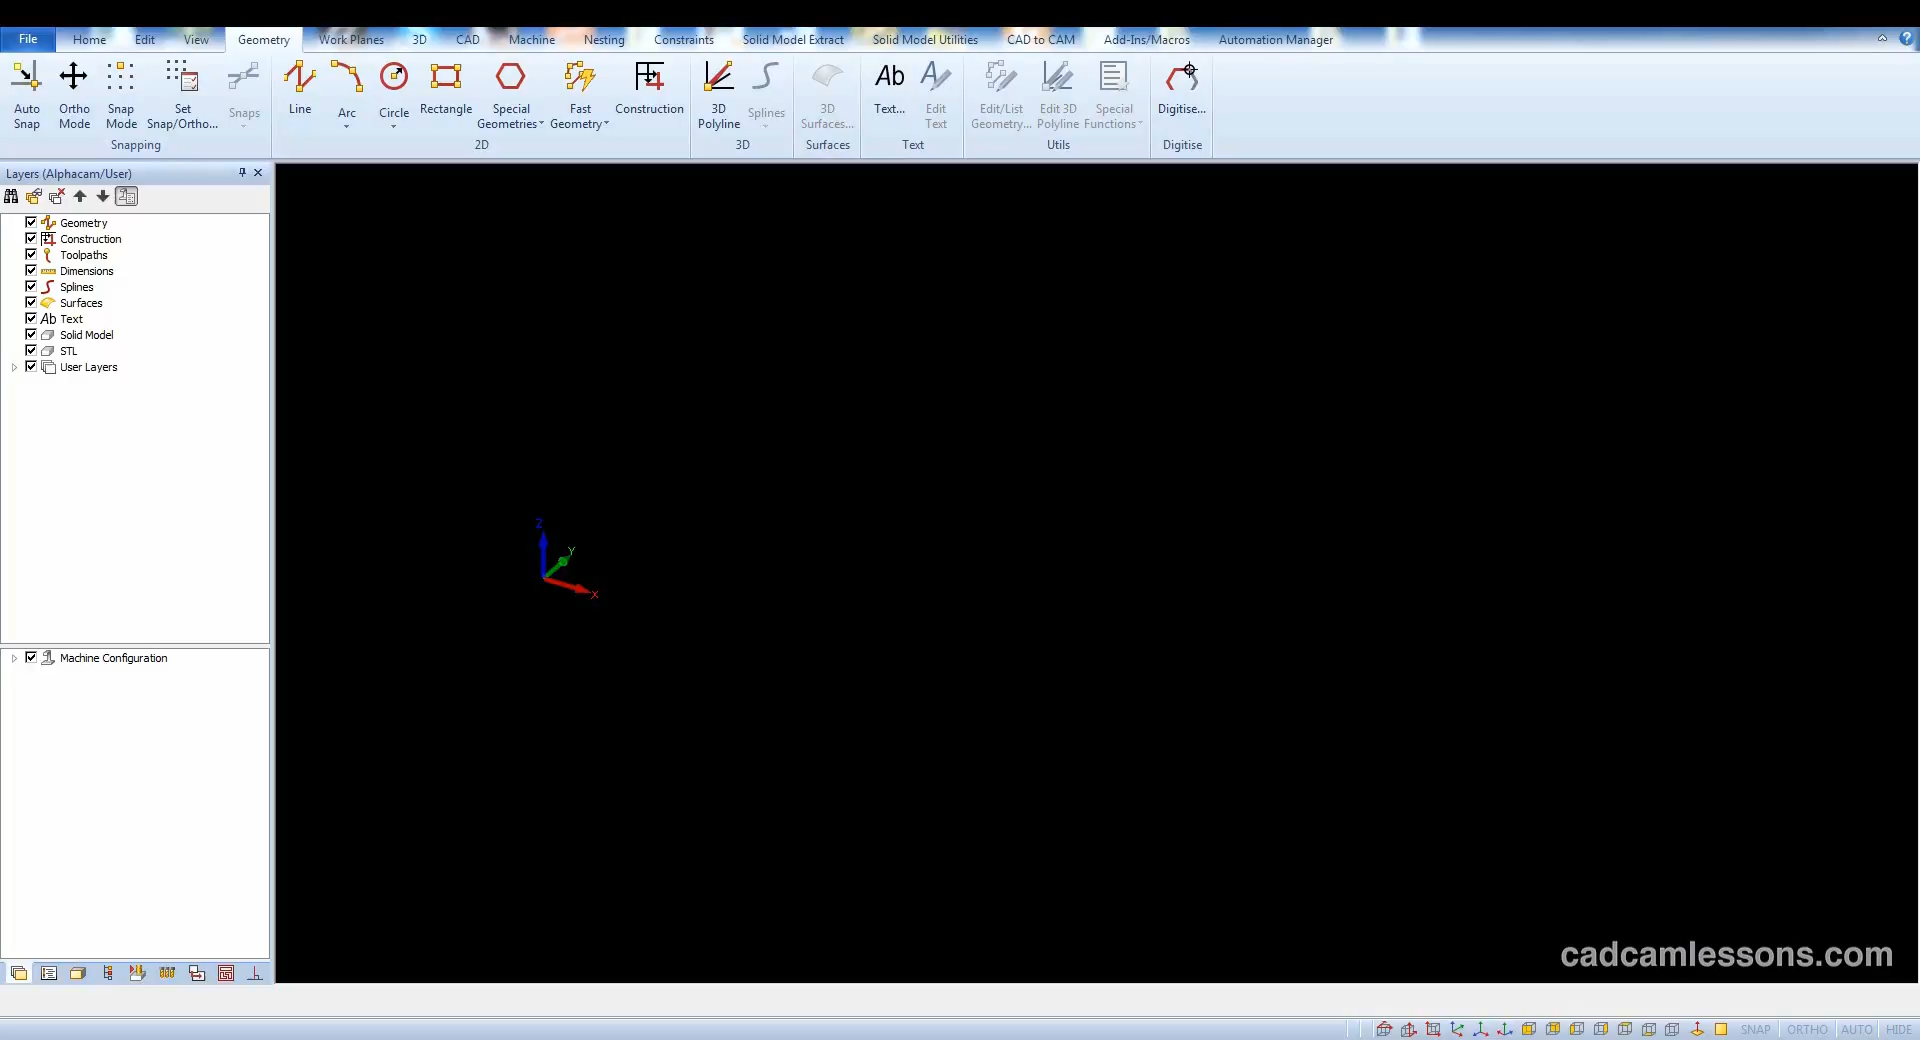 File Home Edit View Geometry Work Planes 3D CAD Machine Nesting Constraints Solid Model Extract Solid Model Utilities CAD to CAM Add-Ins/Macros Automation Manager
Auto Snap
Ortho Mode
Snap Mode
Set Snap/Ortho...
Snaps
Line
Arc
Circle
Rectangle
Special Geometries
Fast Geometry
Construction
3D Polyline
Splines
3D Surfaces...
Text...
Edit Text
Edit/List Geometry...
Edit 3D Polyline
Special Functions
Digitise...
Snapping 2D 3D Surfaces Text Utils Digitise
Layers (Alphacam/User)
Geometry
Construction
Toolpaths
Dimensions
Splines
Surfaces
Ab Text
Solid Model
STL
User Layers
Z
Y
X
Machine Configuration
cadcamlessons.com
SNAP ORTHO AUTO HIDE